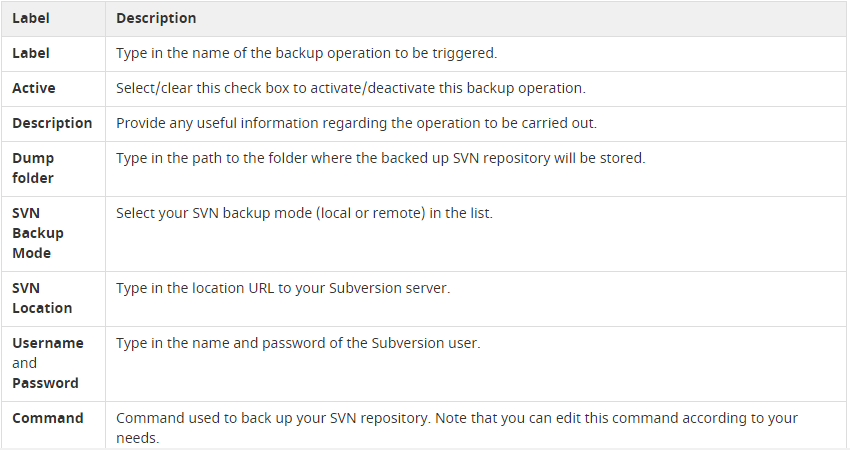 Label Description
Label Type in the name of the backup operation to be triggered.
Active Select/clear this check box to activate/deactivate this backup operation.
Description Provide any useful information regarding the operation to be carried out.
Dump Type in the path to the folder where the backed up SVN repository will be stored.
folder
SVN Select your SVN backup mode (local or remote) in the list.
Backup
Mode
SVN Type in the location URL to your Subversion server.
Location
Username Type in the name and password of the Subversion user.
and
Password
Command Command used to back up your SVN repository. Note that you can edit this command according to your
needs.